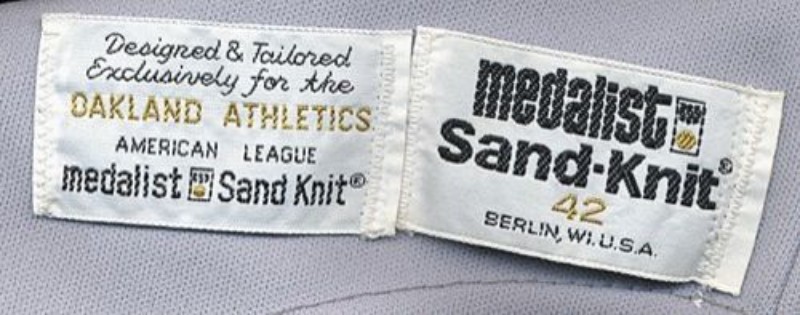 Designed & Tailored
Exclusively for the
OAKLAND ATHLETICS
AMERICAN LEAGUE
medalist Sand Knit®
medalist
Sand-Knit®
42
BERLIN, WI. U.S.A.